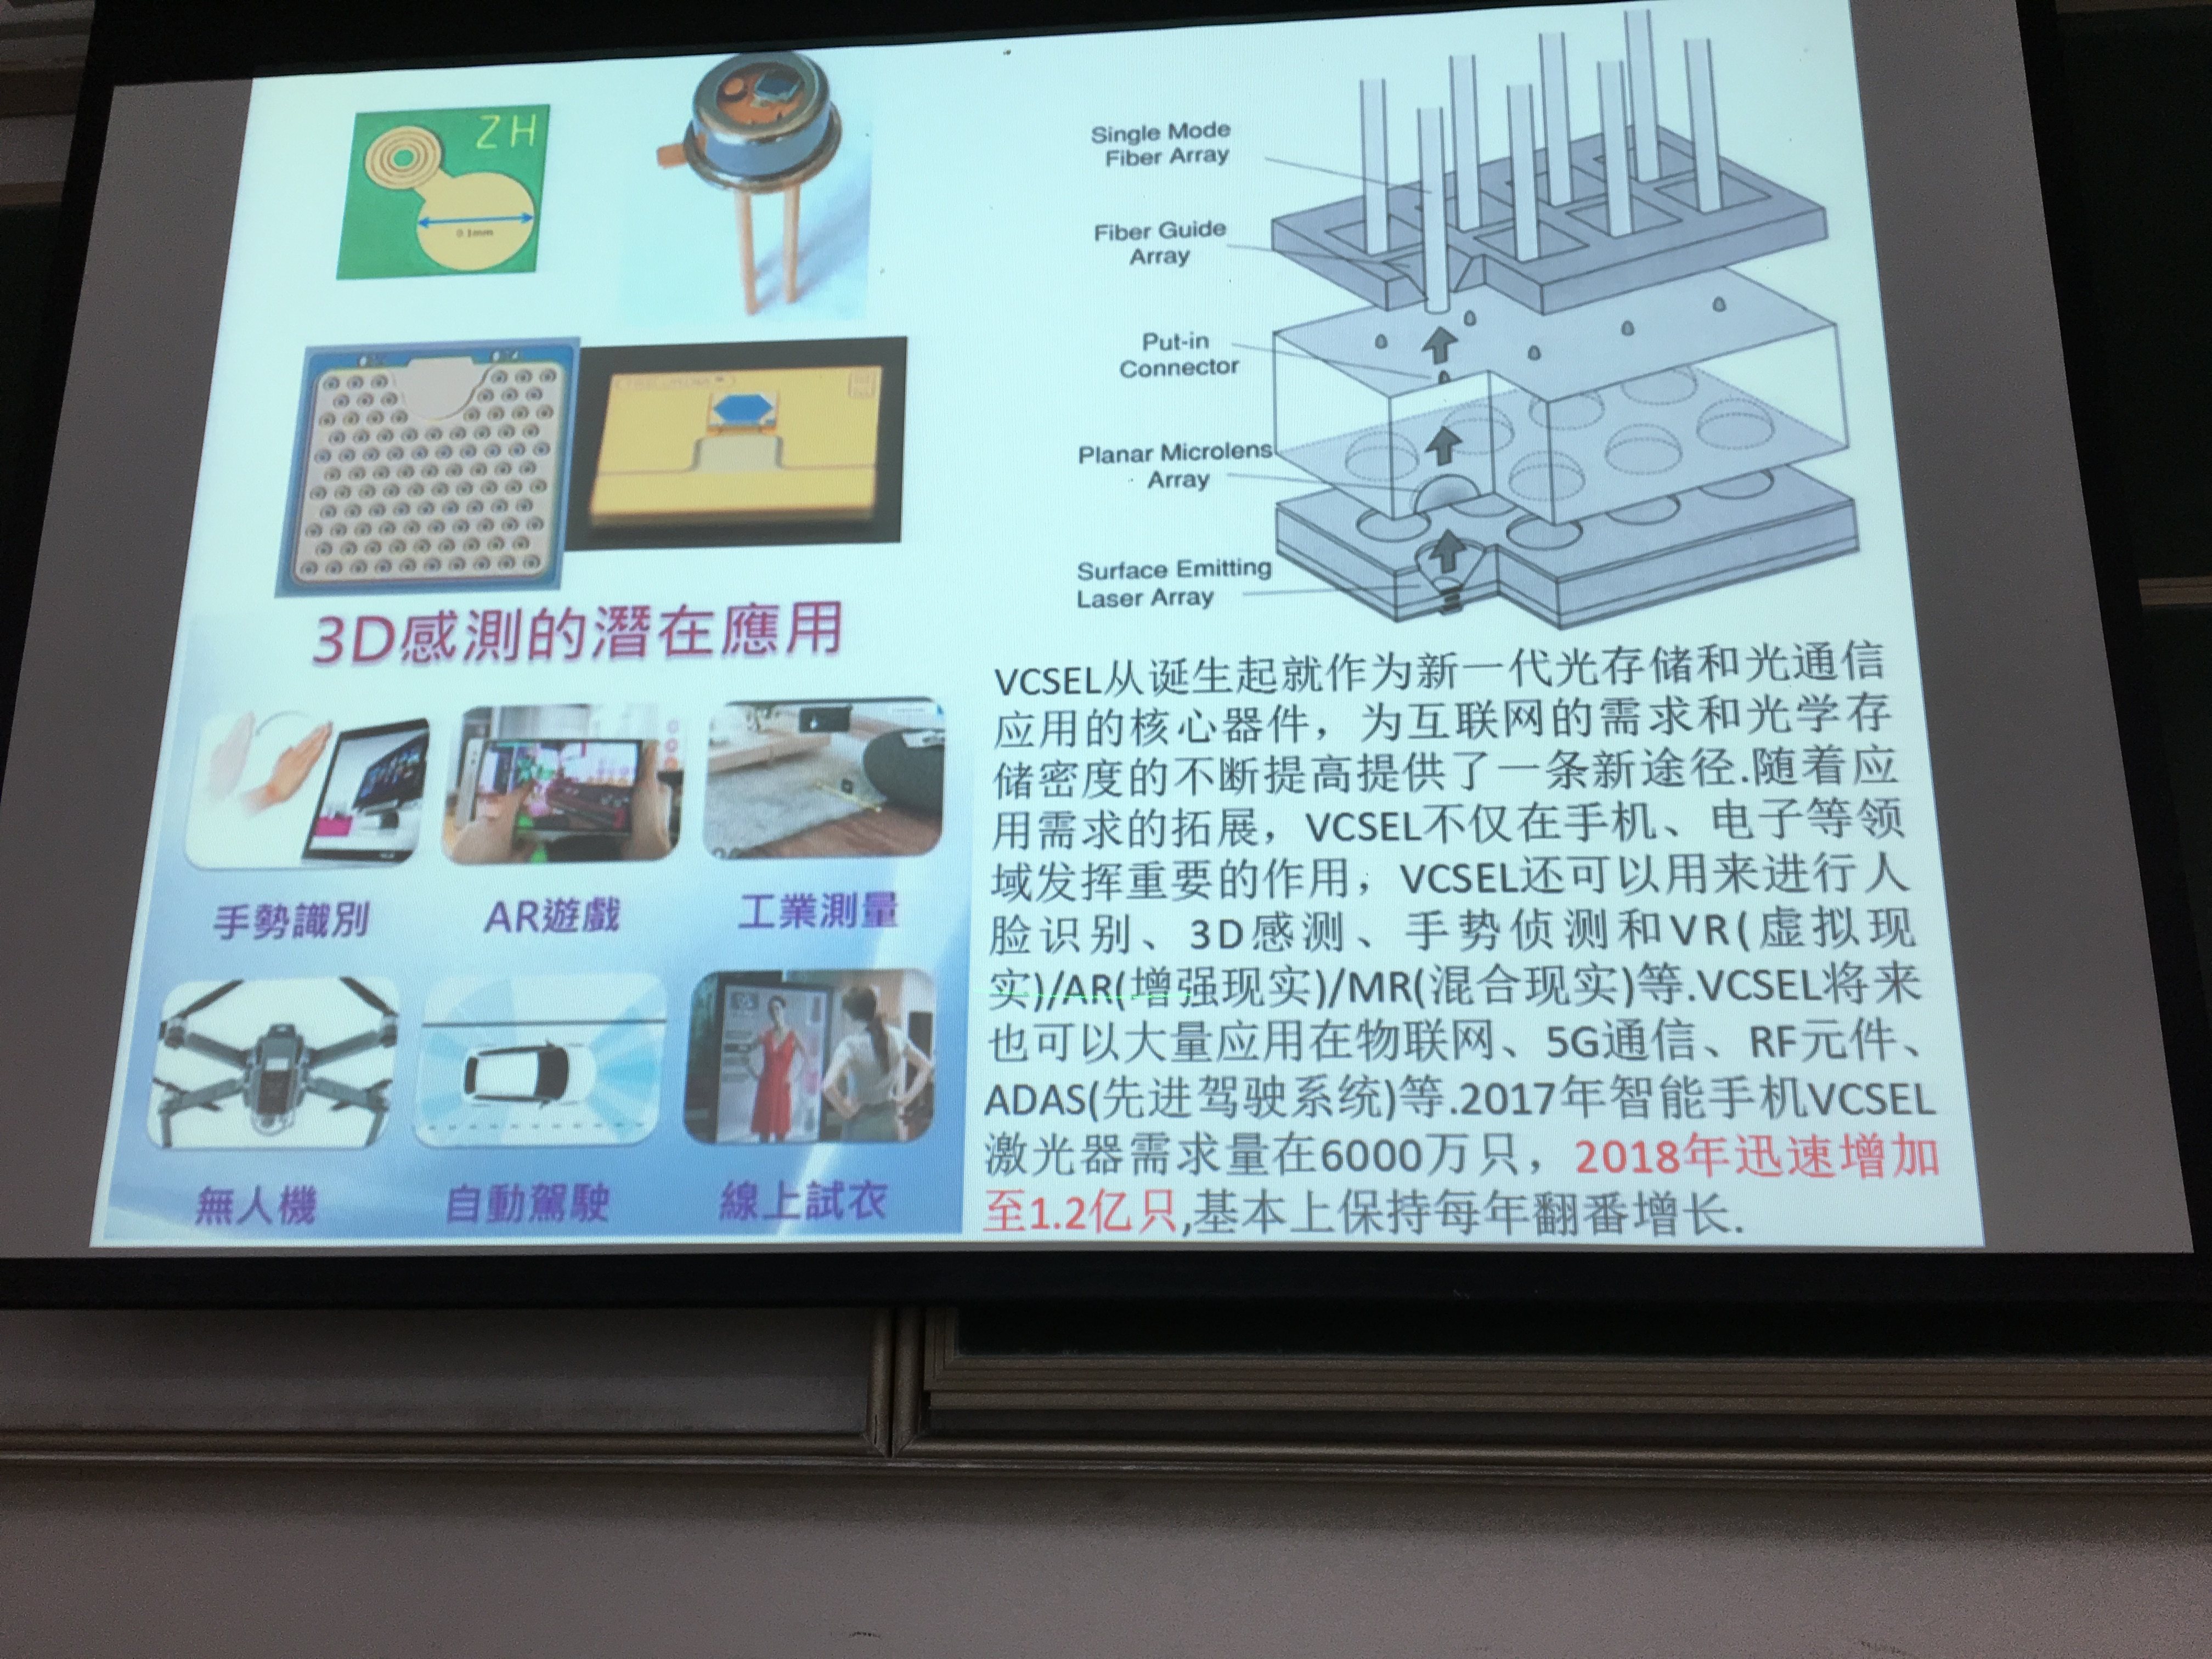 ZH
0.1mm
Single Mode
Fiber Array
Fiber Guide
Array
Put-in
Connector
Planar Microlens
Array
Surface Emitting
Laser Array
3D感測的潛在應用
手勢識別
AR遊戲
工業測量
無人機
自動駕駛
線上試衣
VCSEL从诞生起就作为新一代光存储和光通信
应用的核心器件，为互联网的需求和光学存
储密度的不断提高提供了一条新途径.随着应
用需求的拓展，VCSEL不仅在手机、电子等领
域发挥重要的作用，VCSEL还可以用来进行人
脸识别、3D感测、手势侦测和VR(虚拟现
实)/AR(增强现实)/MR(混合现实)等.VCSEL将来
也可以大量应用在物联网、5G通信、RF元件、
ADAS(先进驾驶系统)等.2017年智能手机VCSEL
激光器需求量在6000万只，2018年迅速增加
至1.2亿只,基本上保持每年翻番增长.